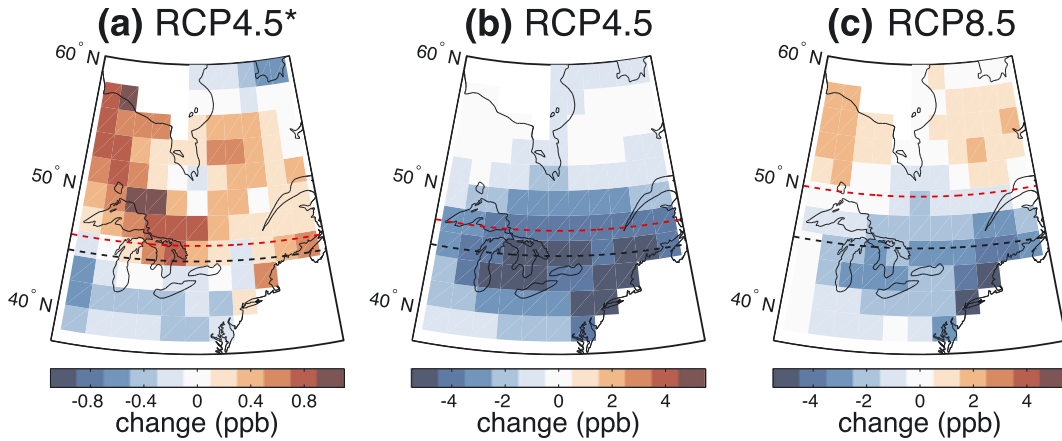 (a) RCP4.5* (b) RCP4.5 (c) RCP8.5
60° N 60° N 60° N
50° N 50° N 50° N
40° N 40° N 40° N
-0.8 -0.4 0 0.4 0.8 -4 -2 0 2 4 -4 -2 0 2 4
change (ppb) change (ppb) change (ppb)